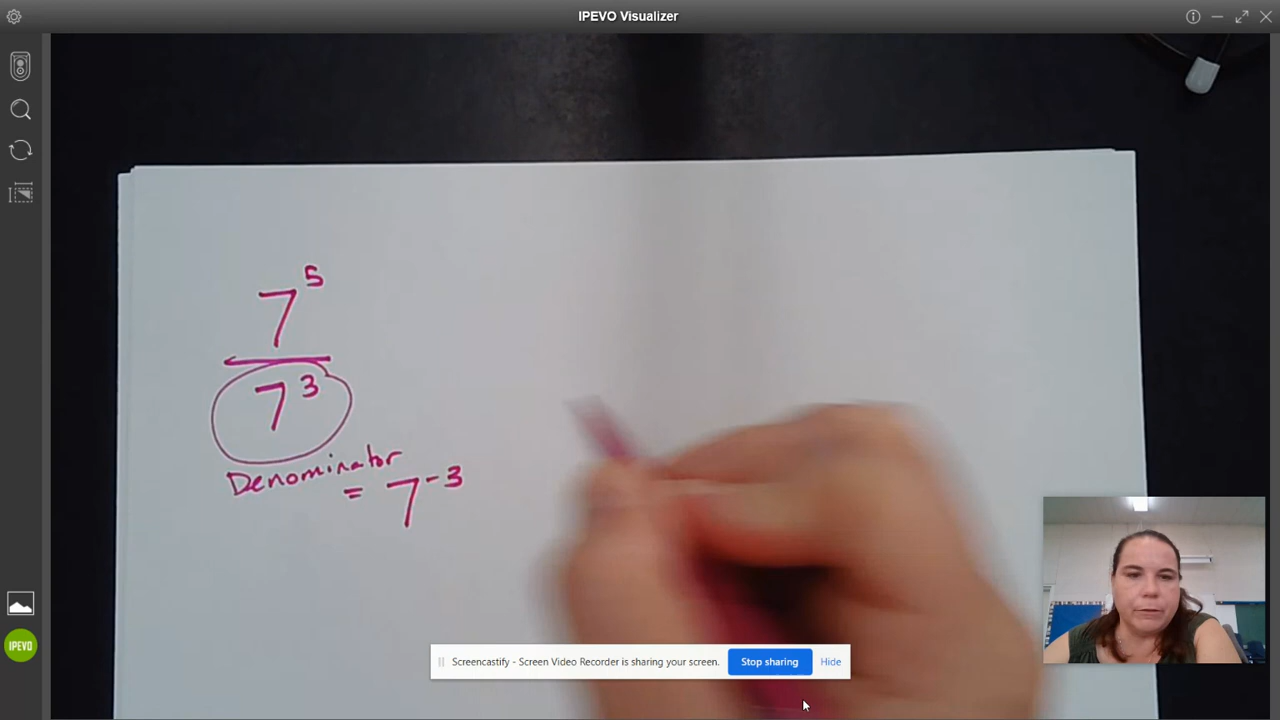 IPEVO Visualizer
7^5
7^3
Denominator
= 7^-3
Screencastify - Screen Video Recorder is sharing your screen. Stop sharing Hide
IPEVO